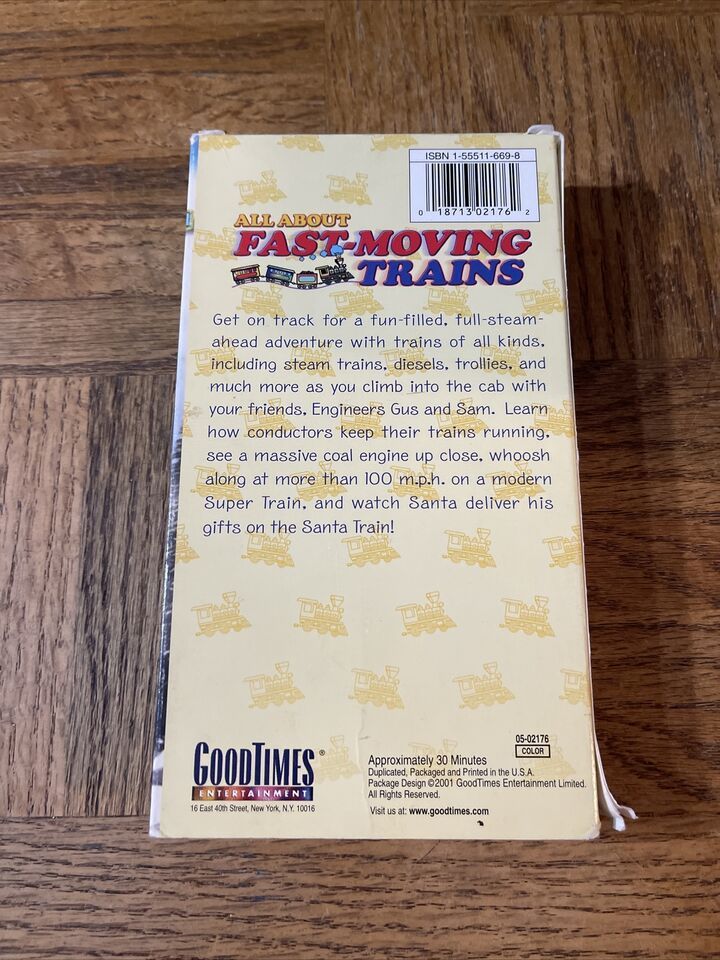 ISBN 1-55511-669-8
0 18713 02176 2
ALL ABOUT
FAST-MOVING
TRAINS
Get on track for a fun-filled, full-steam-
ahead adventure with trains of all kinds,
including steam trains, diesels, trollies, and
much more as you climb into the cab with
your friends, Engineers Gus and Sam. Learn
how conductors keep their trains running,
see a massive coal engine up close, whoosh
along at more than 100 m.p.h. on a modern
Super Train, and watch Santa deliver his
gifts on the Santa Train!
GOODTIMES®
ENTERTAINMENT
16 East 40th Street, New York, N.Y. 10016
05-02176
COLOR
Approximately 30 Minutes
Duplicated, Packaged and Printed in the U.S.A.
Package Design ©2001 GoodTimes Entertainment Limited.
All Rights Reserved.
Visit us at: www.goodtimes.com